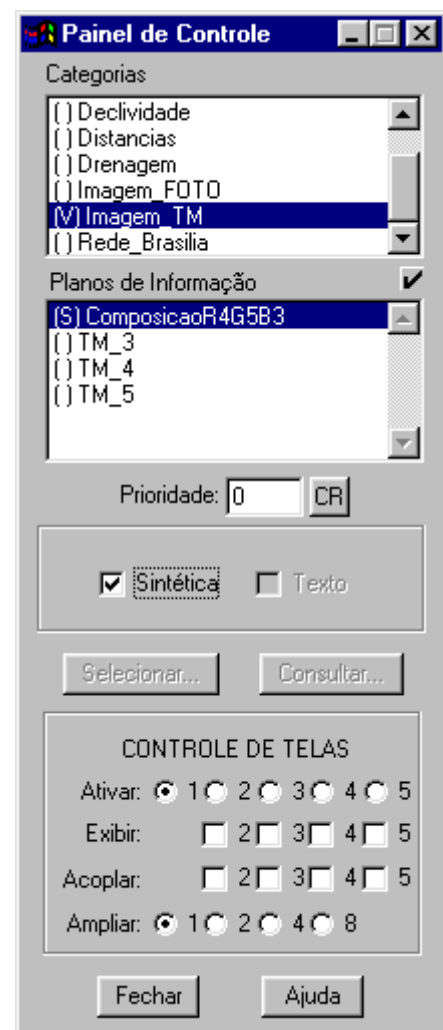 Painel de Controle
Categorias
( ) Declividade
( ) Distancias
( ) Drenagem
( ) Imagem_FOTO
(V) Imagem_TM
( ) Rede_Brasilia
Planos de Informação
(S) ComposicaoR4G5B3
( ) TM_3
( ) TM_4
( ) TM_5
Prioridade: 0 CR
Sintética Texto
Selecionar... Consultar...
CONTROLE DE TELAS
Ativar: 1 2 3 4 5
Exibir: 2 3 4 5
Acoplar: 2 3 4 5
Ampliar: 1 2 4 8
Fechar Ajuda